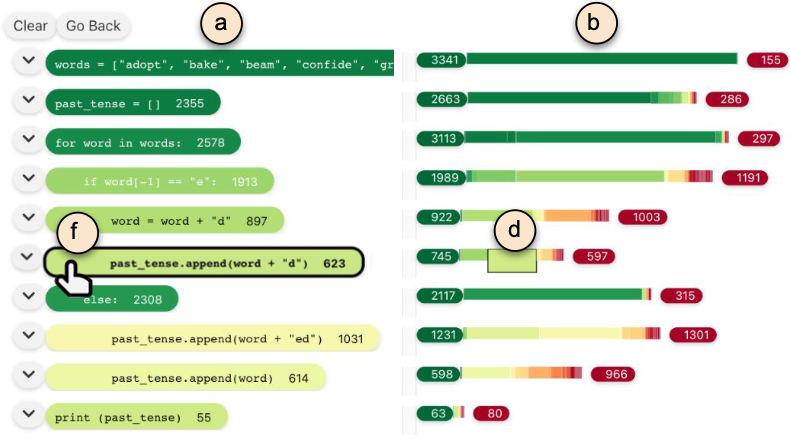 Clear Go Back
a
b
words = ["adopt", "bake", "beam", "confide", "gr
3341 155
past_tense = [] 2355
2663 286
for word in words: 2578
3113 297
if word[-1] == "e": 1913
1989 1191
word = word + "d" 897
922 1003
f
d
past_tense.append(word + "d") 623
745 597
else: 2308
2117 315
past_tense.append(word + "ed") 1031
1231 1301
past_tense.append(word) 614
598 966
print (past_tense) 55
63 80